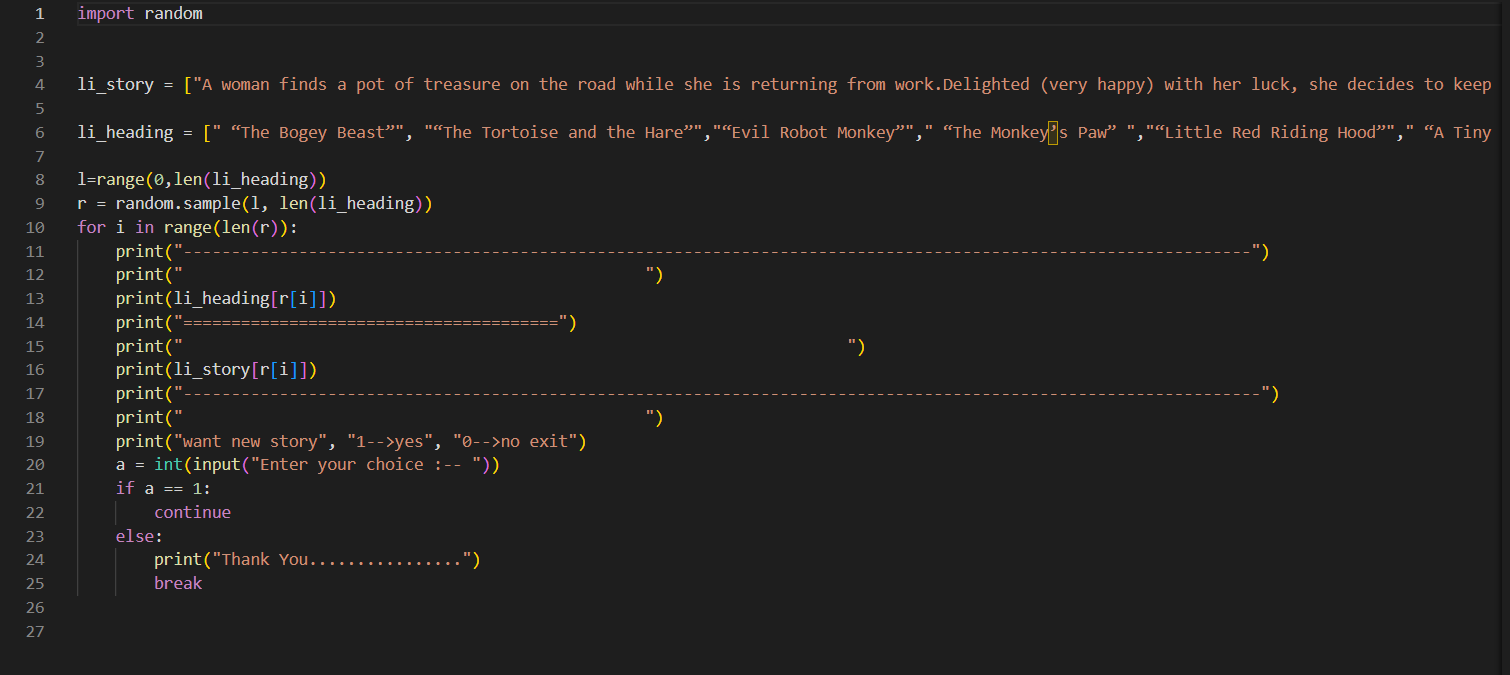 1 import random
2
3
4 li_story = ["A woman finds a pot of treasure on the road while she is returning from work.Delighted (very happy) with her luck, she decides to keep
5
6 li_heading = [" “The Bogey Beast”", "“The Tortoise and the Hare”","“Evil Robot Monkey”"," “The Monkey’s Paw” ","“Little Red Riding Hood”"," “A Tiny
7
8 l=range(0,len(li_heading))
9 r = random.sample(l, len(li_heading))
10 for i in range(len(r)):
11     print("---------------------------------------------------------------------------------------------------------------")
12     print("                                                ")
13     print(li_heading[r[i]])
14     print("=======================================")
15     print("                                                                     ")
16     print(li_story[r[i]])
17     print("----------------------------------------------------------------------------------------------------------------")
18     print("                                                ")
19     print("want new story", "1-->yes", "0-->no exit")
20     a = int(input("Enter your choice :-- "))
21     if a == 1:
22         continue
23     else:
24         print("Thank You................")
25         break
26
27